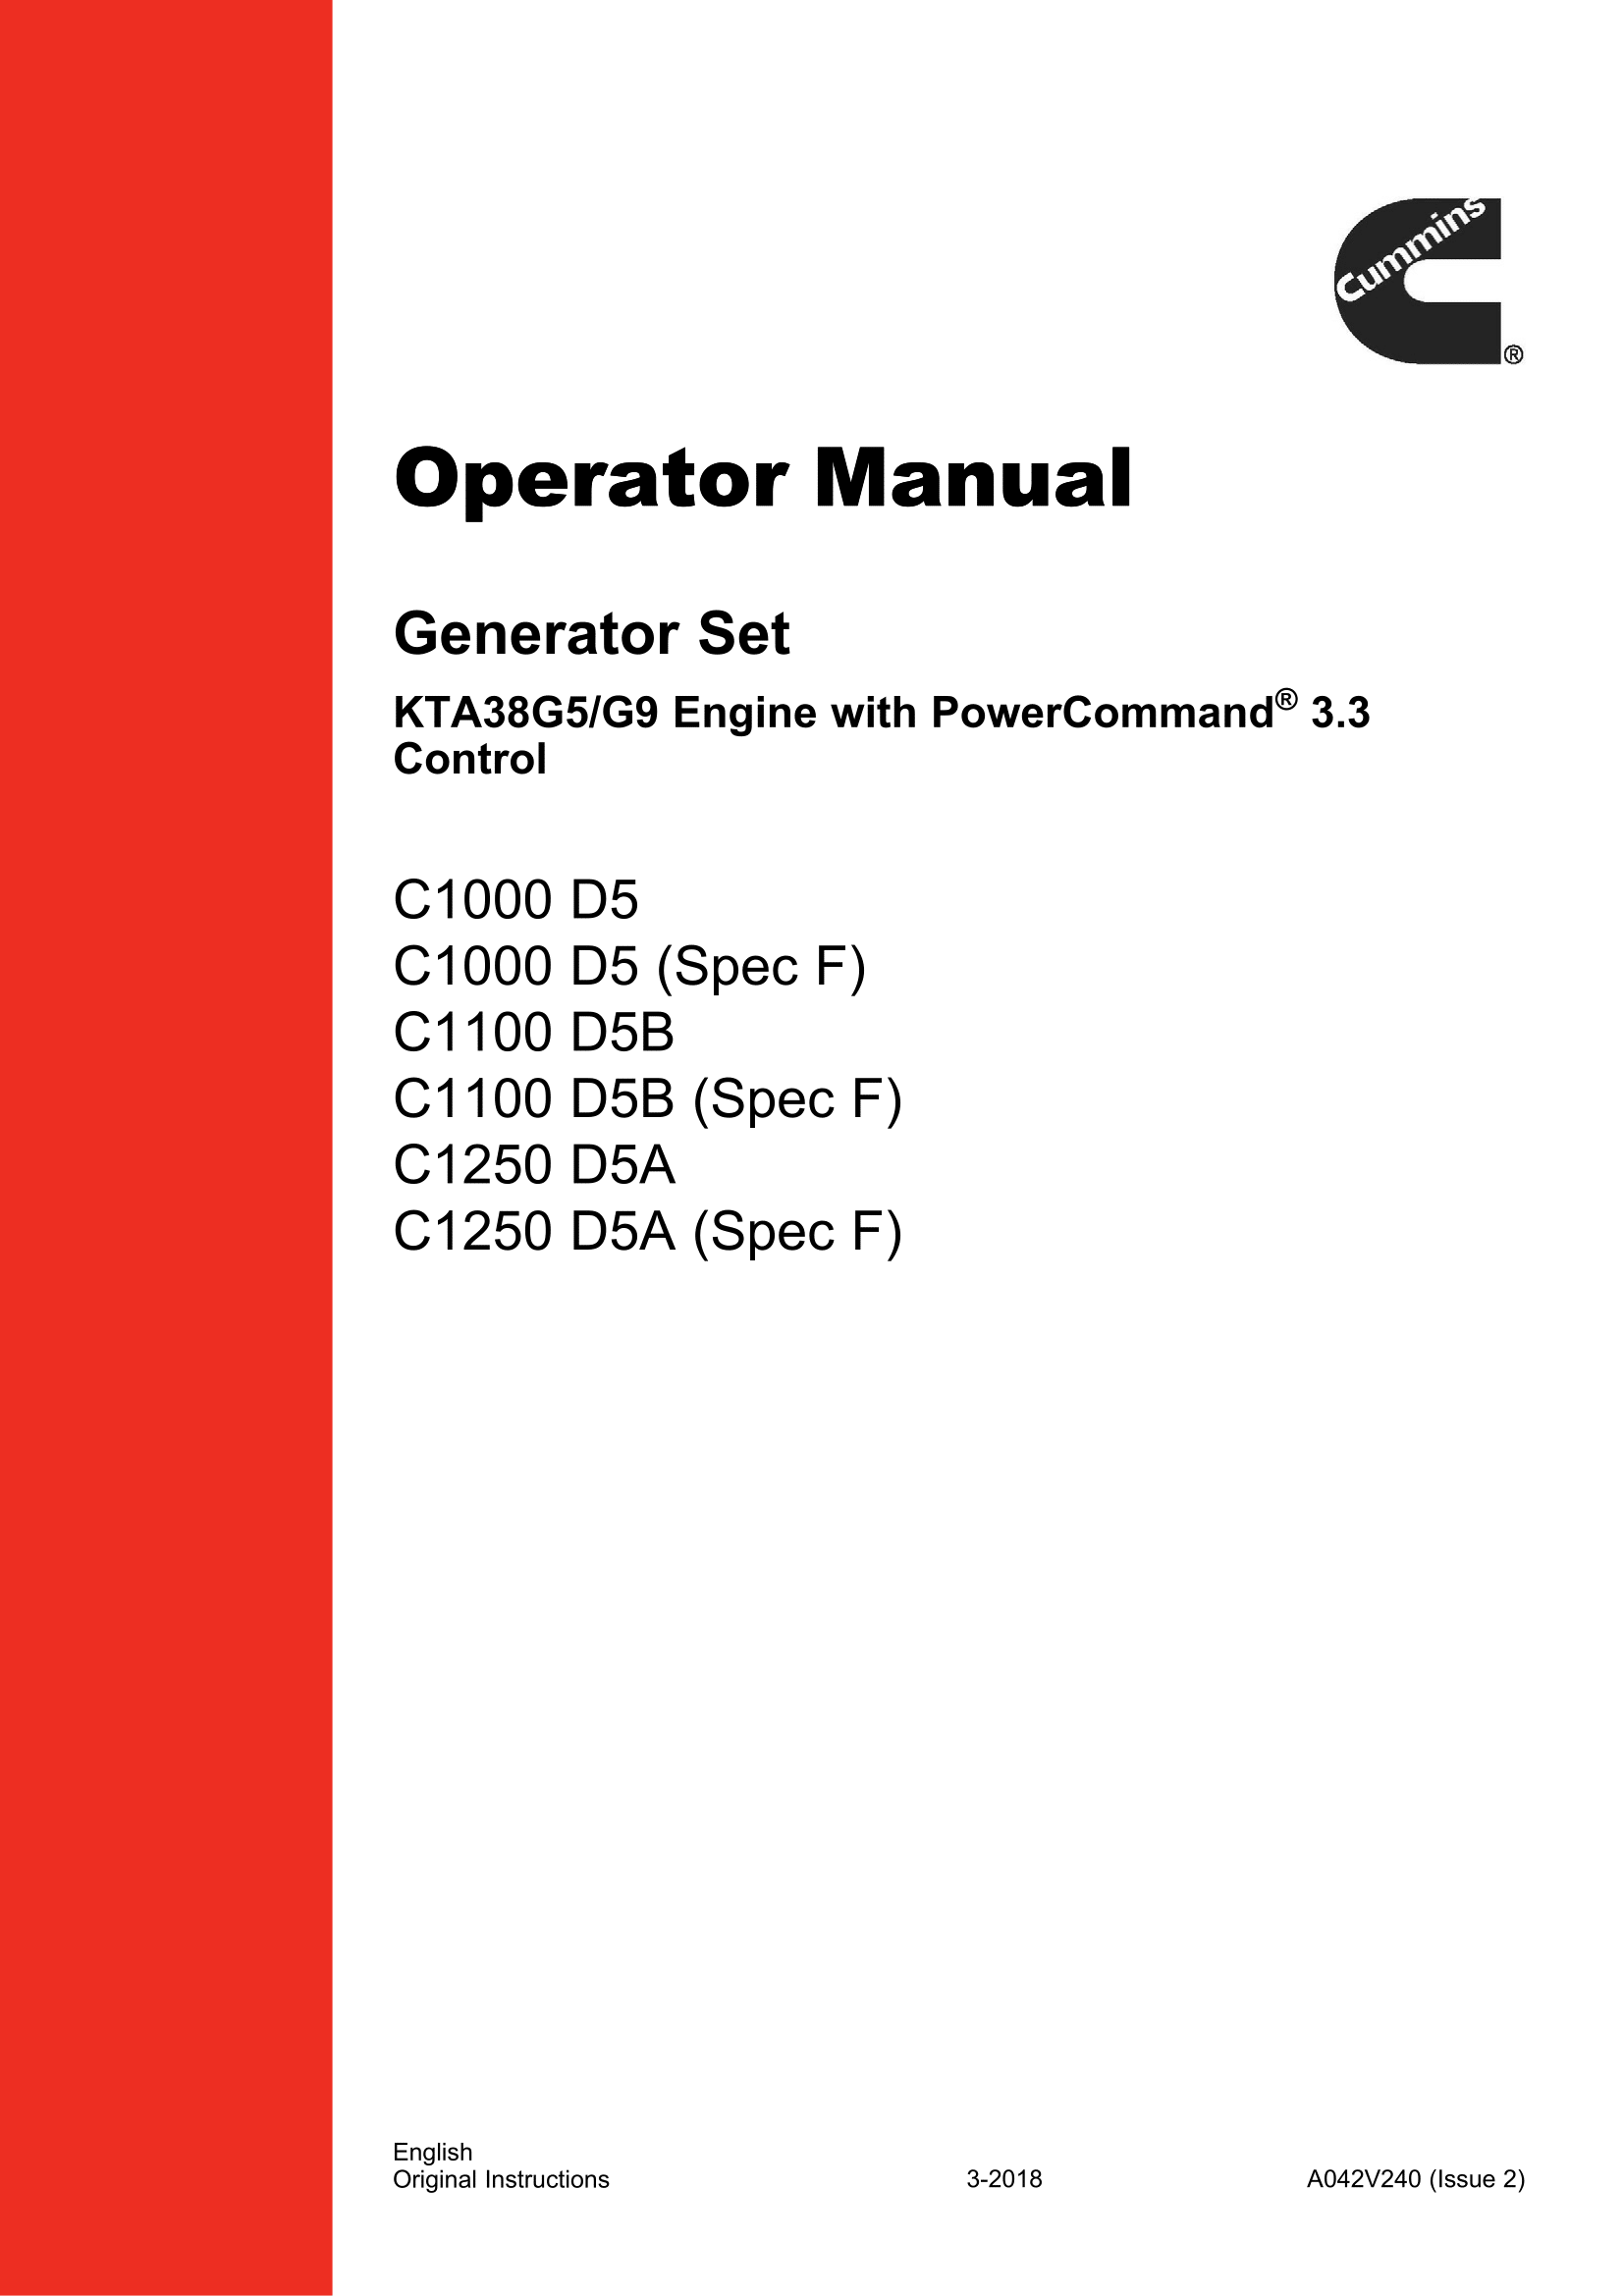 Cummins
®
Operator Manual
Generator Set
KTA38G5/G9 Engine with PowerCommand® 3.3
Control
C1000 D5
C1000 D5 (Spec F)
C1100 D5B
C1100 D5B (Spec F)
C1250 D5A
C1250 D5A (Spec F)
English
Original Instructions 3-2018 A042V240 (Issue 2)